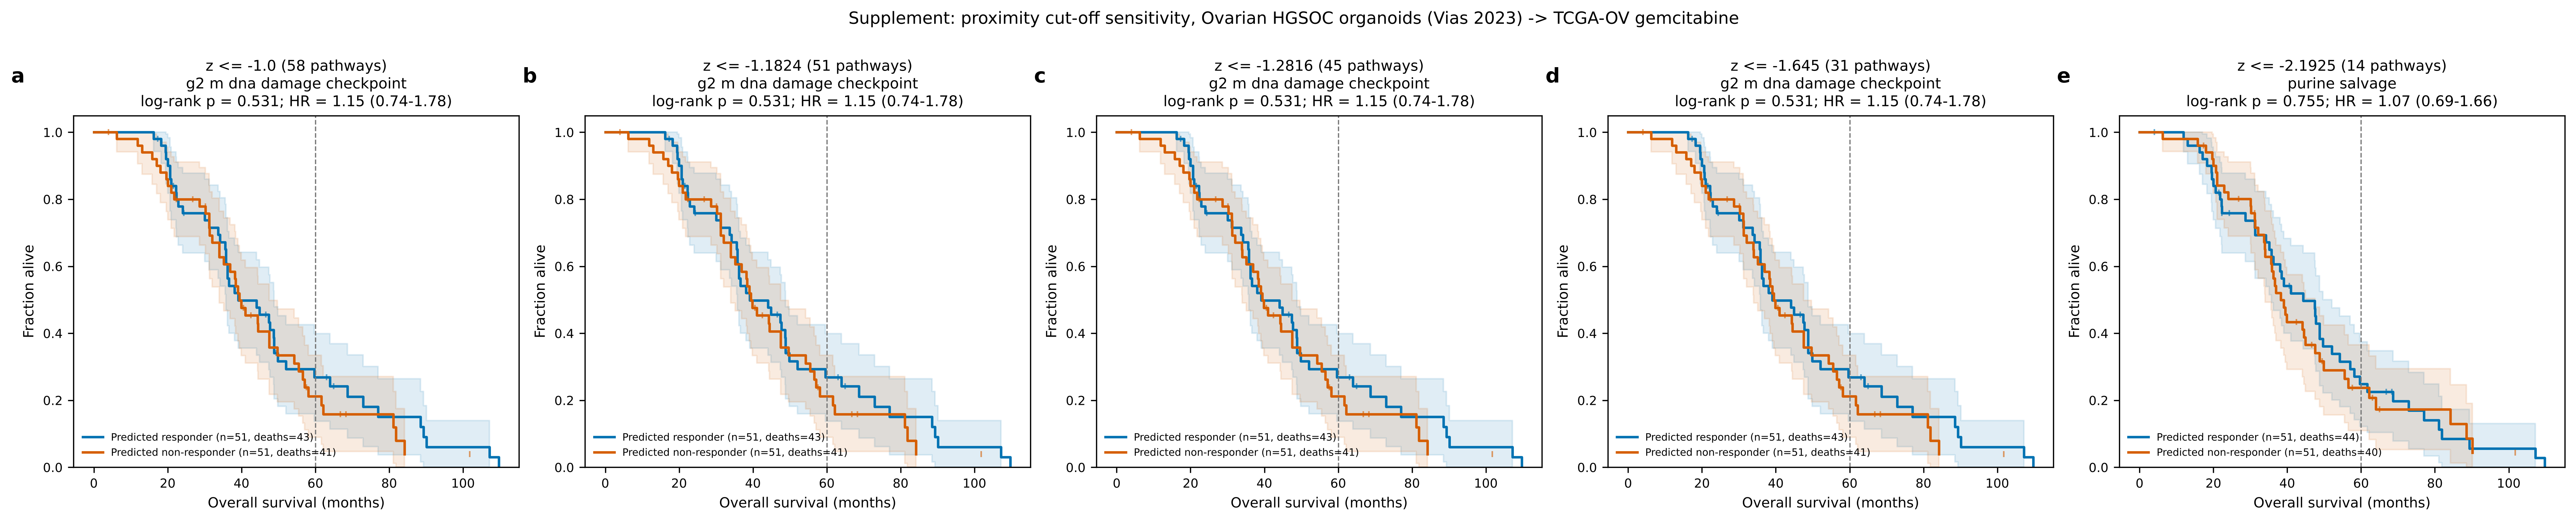 Supplement: proximity cut-off sensitivity, Ovarian HGSOC organoids (Vias 2023) -> TCGA-OV gemcitabine
a
z <= -1.0 (58 pathways)
g2 m dna damage checkpoint
log-rank p = 0.531; HR = 1.15 (0.74-1.78)
Fraction alive
1.0
0.8
0.6
0.4
0.2
0.0
Predicted responder (n=51, deaths=43)
Predicted non-responder (n=51, deaths=41)
0 20 40 60 80 100
Overall survival (months)
b
z <= -1.1824 (51 pathways)
g2 m dna damage checkpoint
log-rank p = 0.531; HR = 1.15 (0.74-1.78)
Fraction alive
1.0
0.8
0.6
0.4
0.2
0.0
Predicted responder (n=51, deaths=43)
Predicted non-responder (n=51, deaths=41)
0 20 40 60 80 100
Overall survival (months)
c
z <= -1.2816 (45 pathways)
g2 m dna damage checkpoint
log-rank p = 0.531; HR = 1.15 (0.74-1.78)
Fraction alive
1.0
0.8
0.6
0.4
0.2
0.0
Predicted responder (n=51, deaths=43)
Predicted non-responder (n=51, deaths=41)
0 20 40 60 80 100
Overall survival (months)
d
z <= -1.645 (31 pathways)
g2 m dna damage checkpoint
log-rank p = 0.531; HR = 1.15 (0.74-1.78)
Fraction alive
1.0
0.8
0.6
0.4
0.2
0.0
Predicted responder (n=51, deaths=43)
Predicted non-responder (n=51, deaths=41)
0 20 40 60 80 100
Overall survival (months)
e
z <= -2.1925 (14 pathways)
purine salvage
log-rank p = 0.755; HR = 1.07 (0.69-1.66)
Fraction alive
1.0
0.8
0.6
0.4
0.2
0.0
Predicted responder (n=51, deaths=44)
Predicted non-responder (n=51, deaths=40)
0 20 40 60 80 100
Overall survival (months)